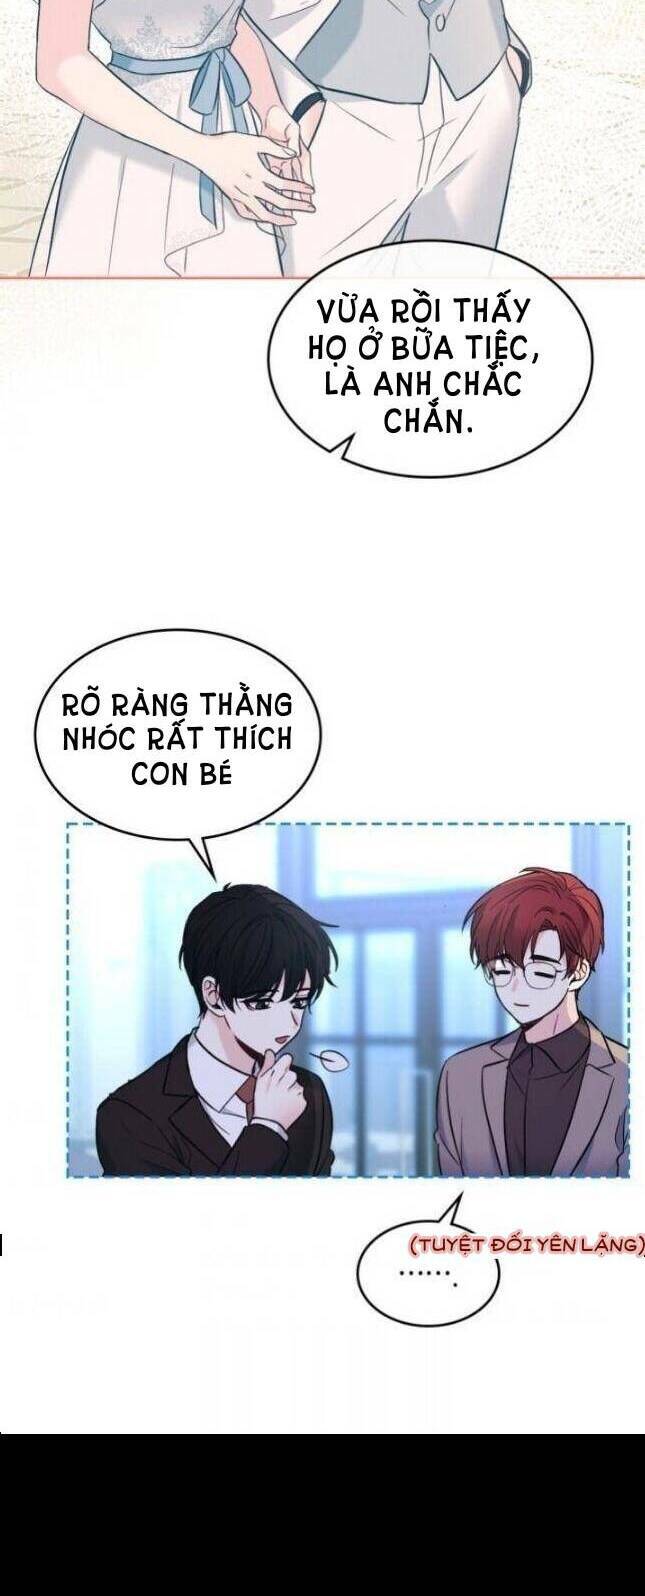 VỪA RỒI THẤY
HỌ Ở BỮA TIỆC,
LÀ ANH CHẮC
CHẮN.
RÕ RÀNG THẰNG
NHÓC RẤT THÍCH
CON BÉ
(TUYỆT ĐỐI YÊN LẶNG)
.......